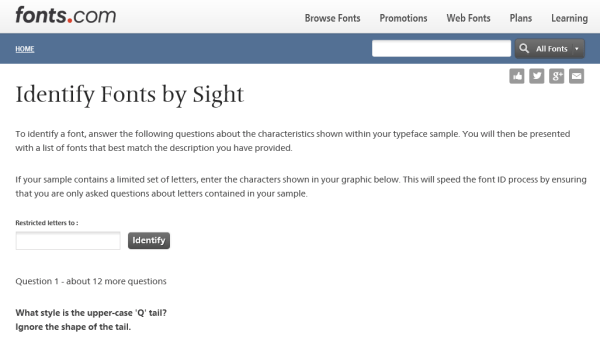 fonts.com
Browse Fonts Promotions Web Fonts Plans Learning
HOME
All Fonts
Identify Fonts by Sight
To identify a font, answer the following questions about the characteristics shown within your typeface sample. You will then be presented
with a list of fonts that best match the description you have provided.
If your sample contains a limited set of letters, enter the characters shown in your graphic below. This will speed the font ID process by ensuring
that you are only asked questions about letters contained in your sample.
Restricted letters to :
Identify
Question 1 - about 12 more questions
What style is the upper-case 'Q' tail?
Ignore the shape of the tail.